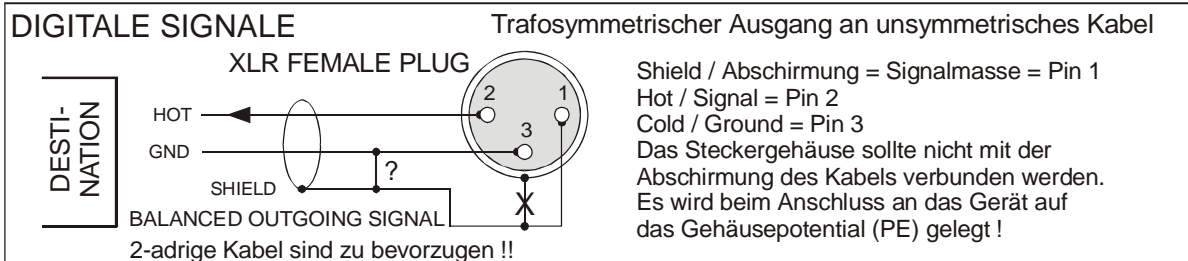 DIGITALE SIGNALE
Trafosymmetrischer Ausgang an unsymmetrisches Kabel
XLR FEMALE PLUG
DESTI-
NATION
HOT
GND
SHIELD
?
2
1
3
X
BALANCED OUTGOING SIGNAL
2-adrige Kabel sind zu bevorzugen !!
Shield / Abschirmung = Signalmasse = Pin 1
Hot / Signal = Pin 2
Cold / Ground = Pin 3
Das Steckergehäuse sollte nicht mit der
Abschirmung des Kabels verbunden werden.
Es wird beim Anschluss an das Gerät auf
das Gehäusepotential (PE) gelegt !